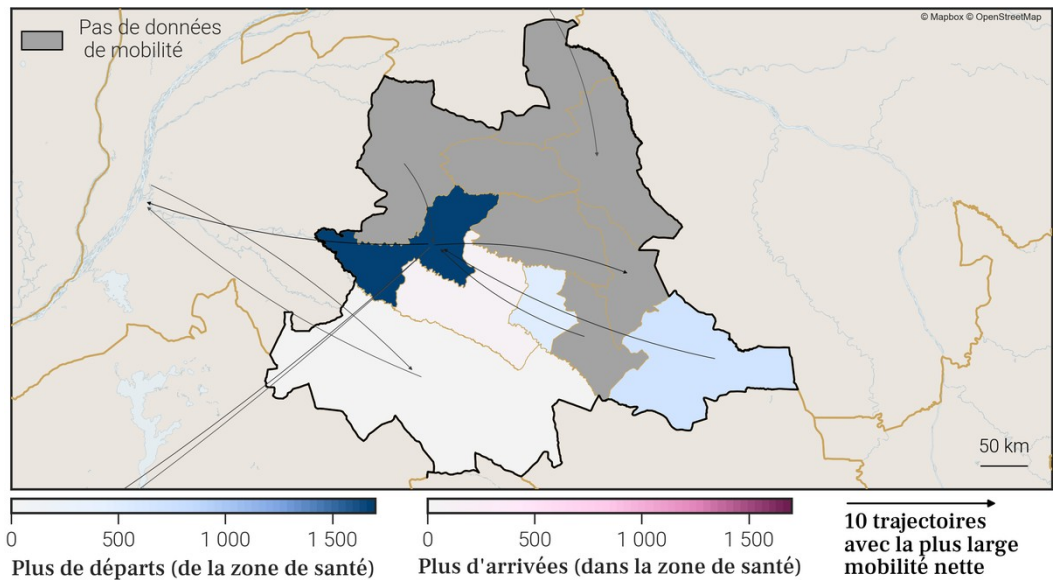 © Mapbox © OpenStreetMap
Pas de données
de mobilité
50 km
0 500 1 000 1 500
Plus de départs (de la zone de santé)
0 500 1 000 1 500
Plus d'arrivées (dans la zone de santé)
10 trajectoires
avec la plus large
mobilité nette